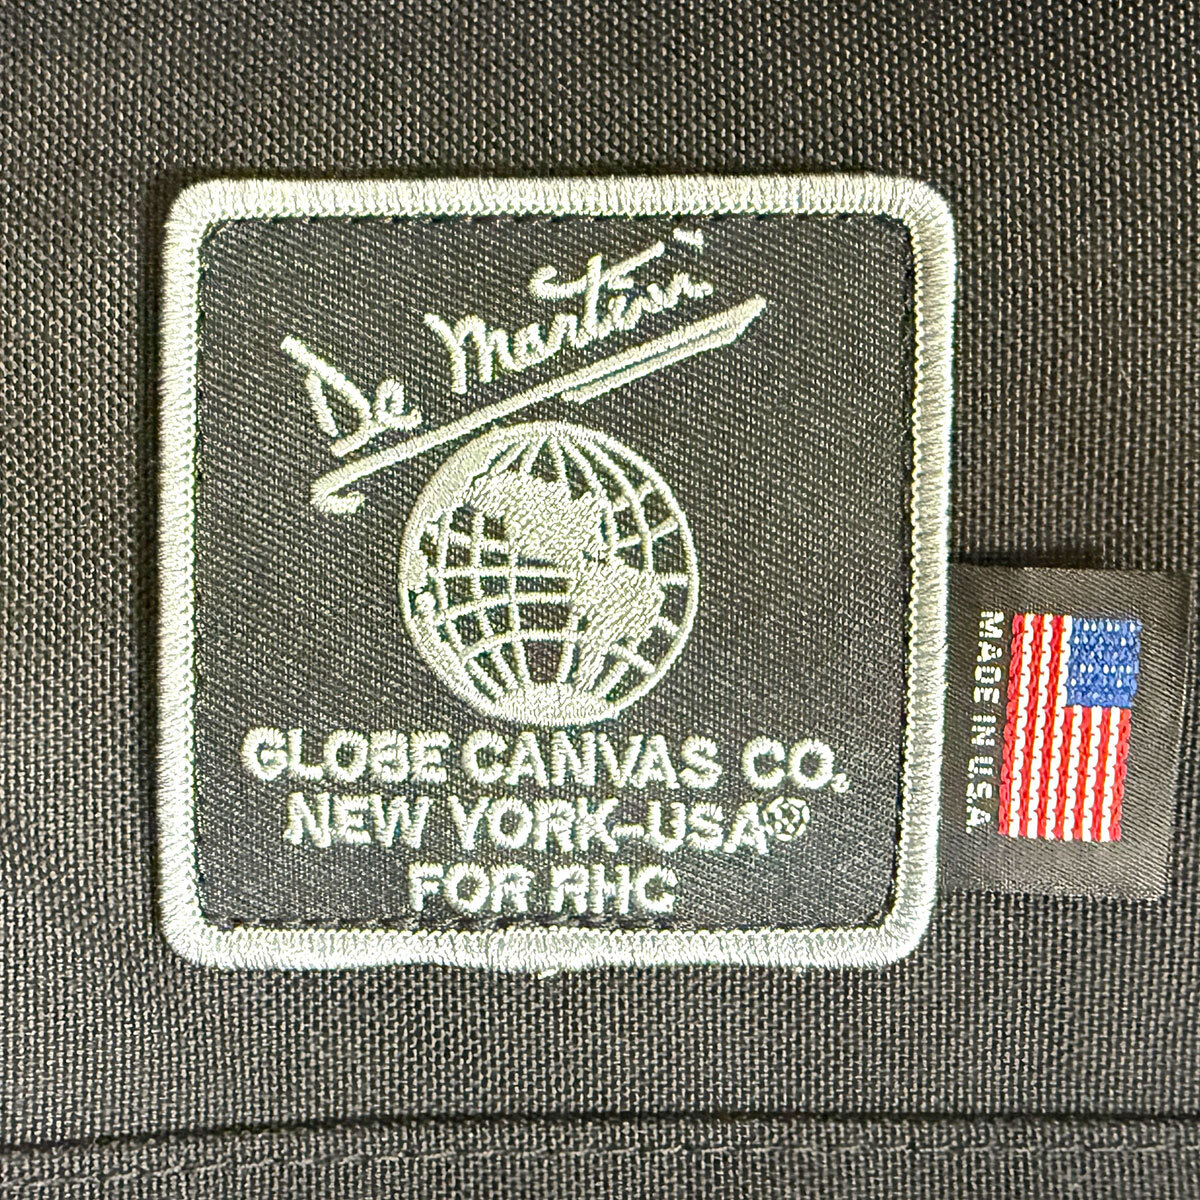 De Martini
GLOBE CANVAS CO.
NEW YORK-USA®
FOR RHC
MADE IN U.S.A.